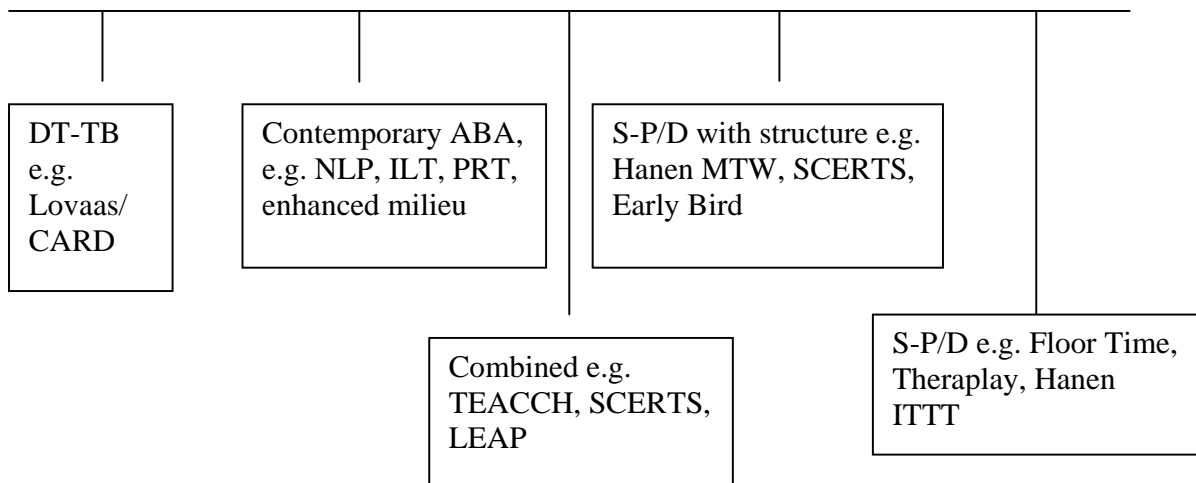 DT-TB
e.g.
Lovaas/
CARD
Contemporary ABA,
e.g. NLP, ILT, PRT,
enhanced milieu
S-P/D with structure e.g.
Hanen MTW, SCERTS,
Early Bird
Combined e.g.
TEACCH, SCERTS,
LEAP
S-P/D e.g. Floor Time,
Theraplay, Hanen
ITTT